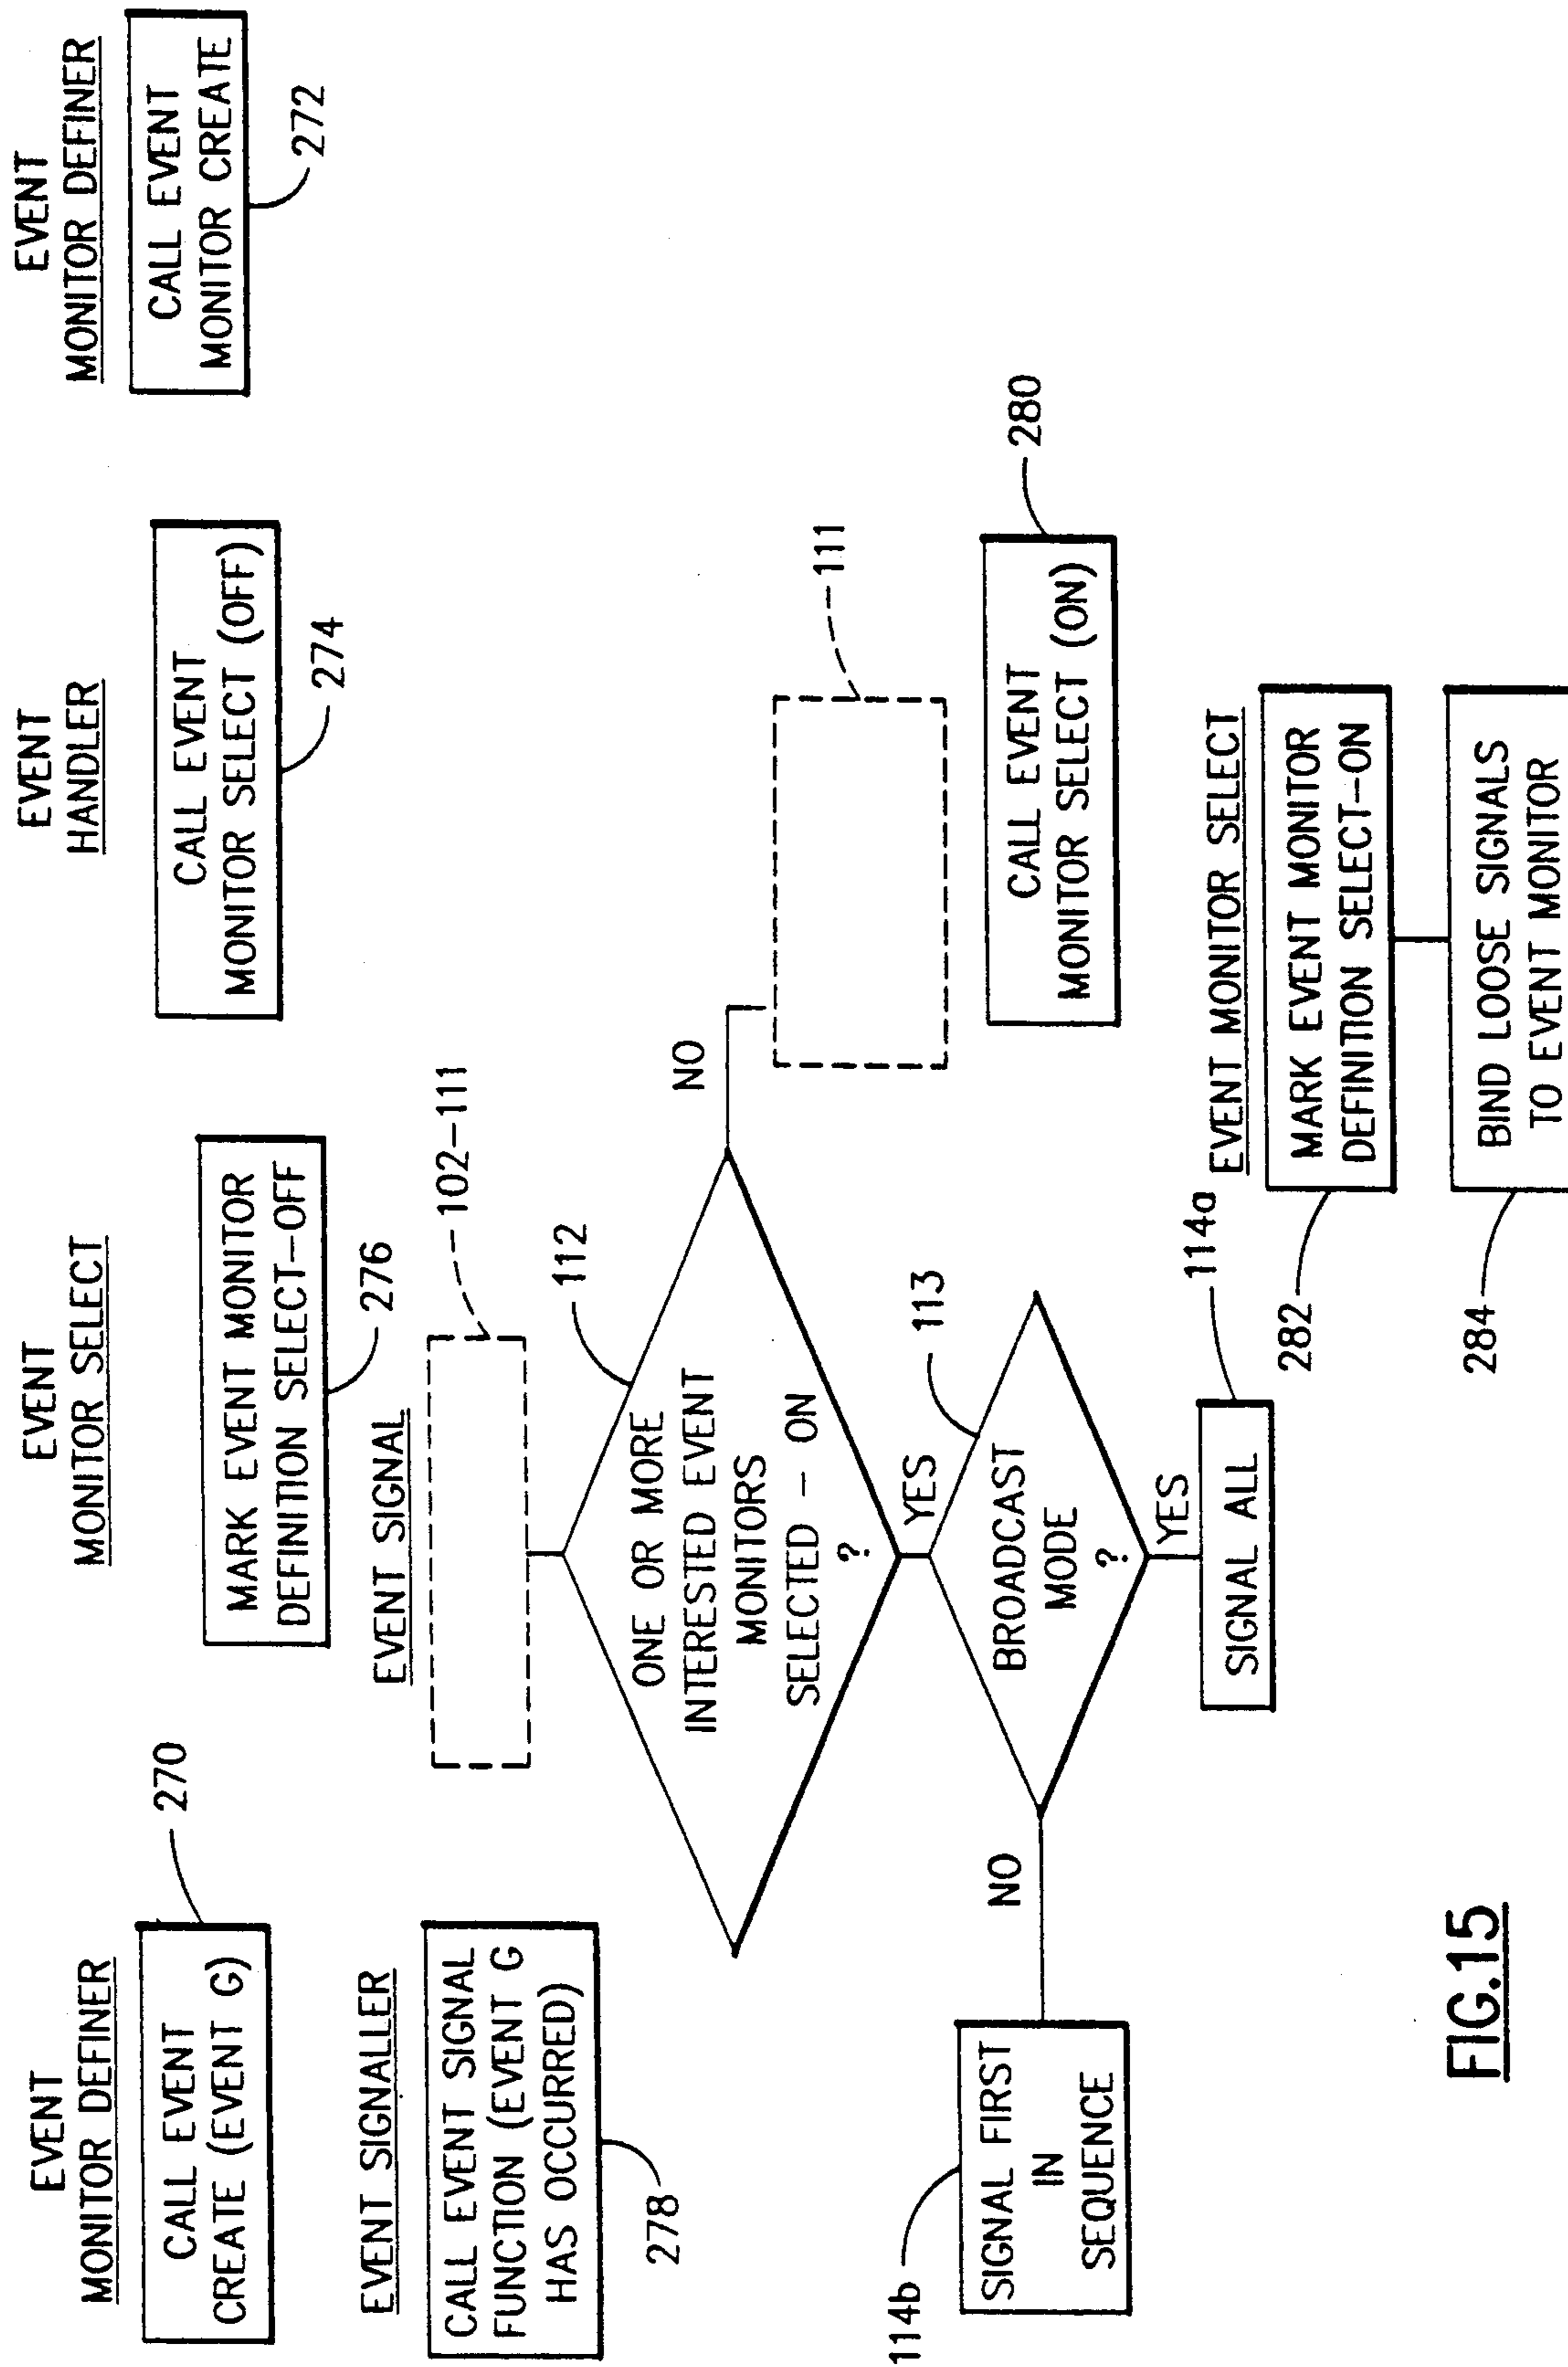 EVENT
MONITOR DEFINER
CALL EVENT
CREATE (EVENT G)
270
EVENT
MONITOR SELECT
MARK EVENT MONITOR
DEFINITION SELECT-OFF
276
EVENT
HANDLER
CALL EVENT
MONITOR SELECT (OFF)
274
EVENT
MONITOR DEFINER
CALL EVENT
MONITOR CREATE
272
EVENT SIGNALLER
CALL EVENT SIGNAL
FUNCTION (EVENT G
HAS OCCURRED)
278
EVENT SIGNAL
102-111
112
ONE OR MORE
INTERESTED EVENT
MONITORS
SELECTED - ON
?
NO
111
YES
113
BROADCAST
MODE
?
NO
114b
SIGNAL FIRST
IN
SEQUENCE
YES
114a
SIGNAL ALL
CALL EVENT
MONITOR SELECT (ON)
280
EVENT MONITOR SELECT
MARK EVENT MONITOR
DEFINITION SELECT-ON
282
BIND LOOSE SIGNALS
TO EVENT MONITOR
284
FIG.15